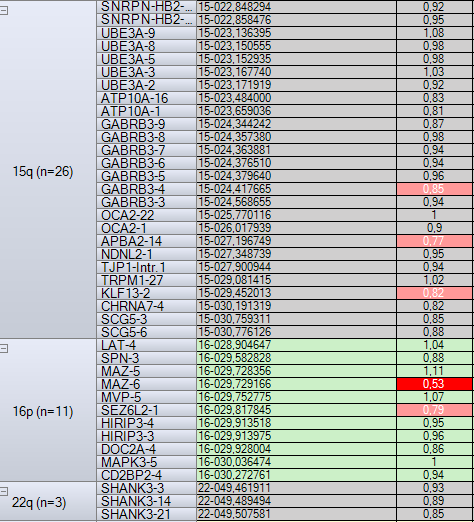 SNRPN-HB2-... 15-022,848294 0,92
SNRPN-HB2-... 15-022,858476 0,95
UBE3A-9 15-023,136395 1,08
UBE3A-8 15-023,150555 0,98
UBE3A-5 15-023,152935 0,98
UBE3A-3 15-023,167740 1,03
UBE3A-2 15-023,171919 0,92
ATP10A-16 15-023,484000 0,83
ATP10A-1 15-023,659036 0,81
GABRB3-9 15-024,344242 0,87
GABRB3-8 15-024,357380 0,98
GABRB3-7 15-024,363881 0,94
GABRB3-6 15-024,376510 0,94
15q (n=26) GABRB3-5 15-024,379640 0,96
GABRB3-4 15-024,417665 0,85
GABRB3-3 15-024,568655 0,94
OCA2-22 15-025,770116 1
OCA2-1 15-026,017939 0,9
APBA2-14 15-027,196749 0,77
NDNL2-1 15-027,348739 0,95
TJP1-Intr.1 15-027,900944 0,94
TRPM1-27 15-029,081415 1,02
KLF13-2 15-029,452013 0,82
CHRNA7-4 15-030,191319 0,82
SCG5-3 15-030,759311 0,85
SCG5-6 15-030,776126 0,88
LAT-4 16-028,904647 1,04
SPN-3 16-029,582828 0,88
MAZ-5 16-029,728356 1,11
MAZ-6 16-029,729166 0,53
MVP-5 16-029,752775 1,07
16p (n=11) SEZ6L2-1 16-029,817845 0,79
HIRIP3-4 16-029,913518 0,95
HIRIP3-3 16-029,913975 0,96
DOC2A-4 16-029,928004 0,86
MAPK3-5 16-030,036474 1
CD2BP2-4 16-030,272761 0,94
SHANK3-3 22-049,461911 0,93
22q (n=3) SHANK3-14 22-049,489494 0,89
SHANK3-21 22-049,507581 0,85